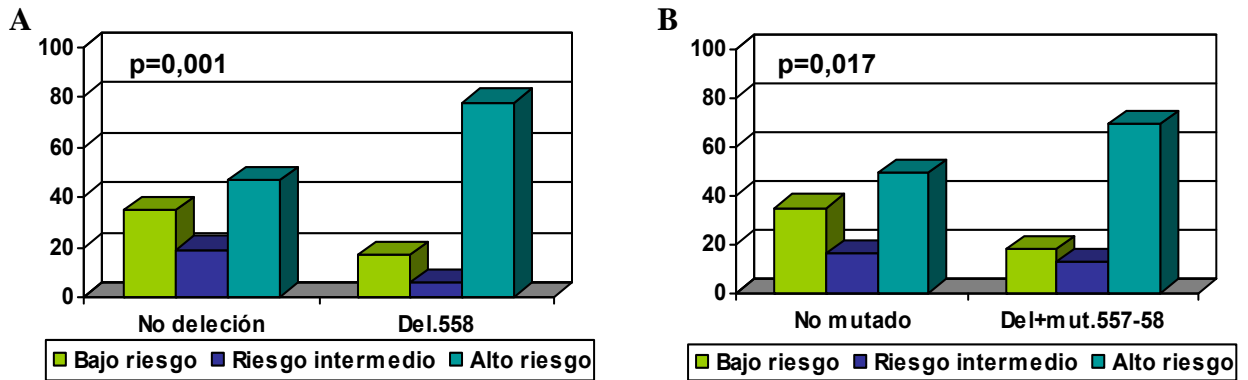 A
p=0,001
100
80
60
40
20
0
No deleción
Del.558
Bajo riesgo Riesgo intermedio Alto riesgo
B
p=0,017
100
80
60
40
20
0
No mutado
Del+mut.557-58
Bajo riesgo Riesgo intermedio Alto riesgo